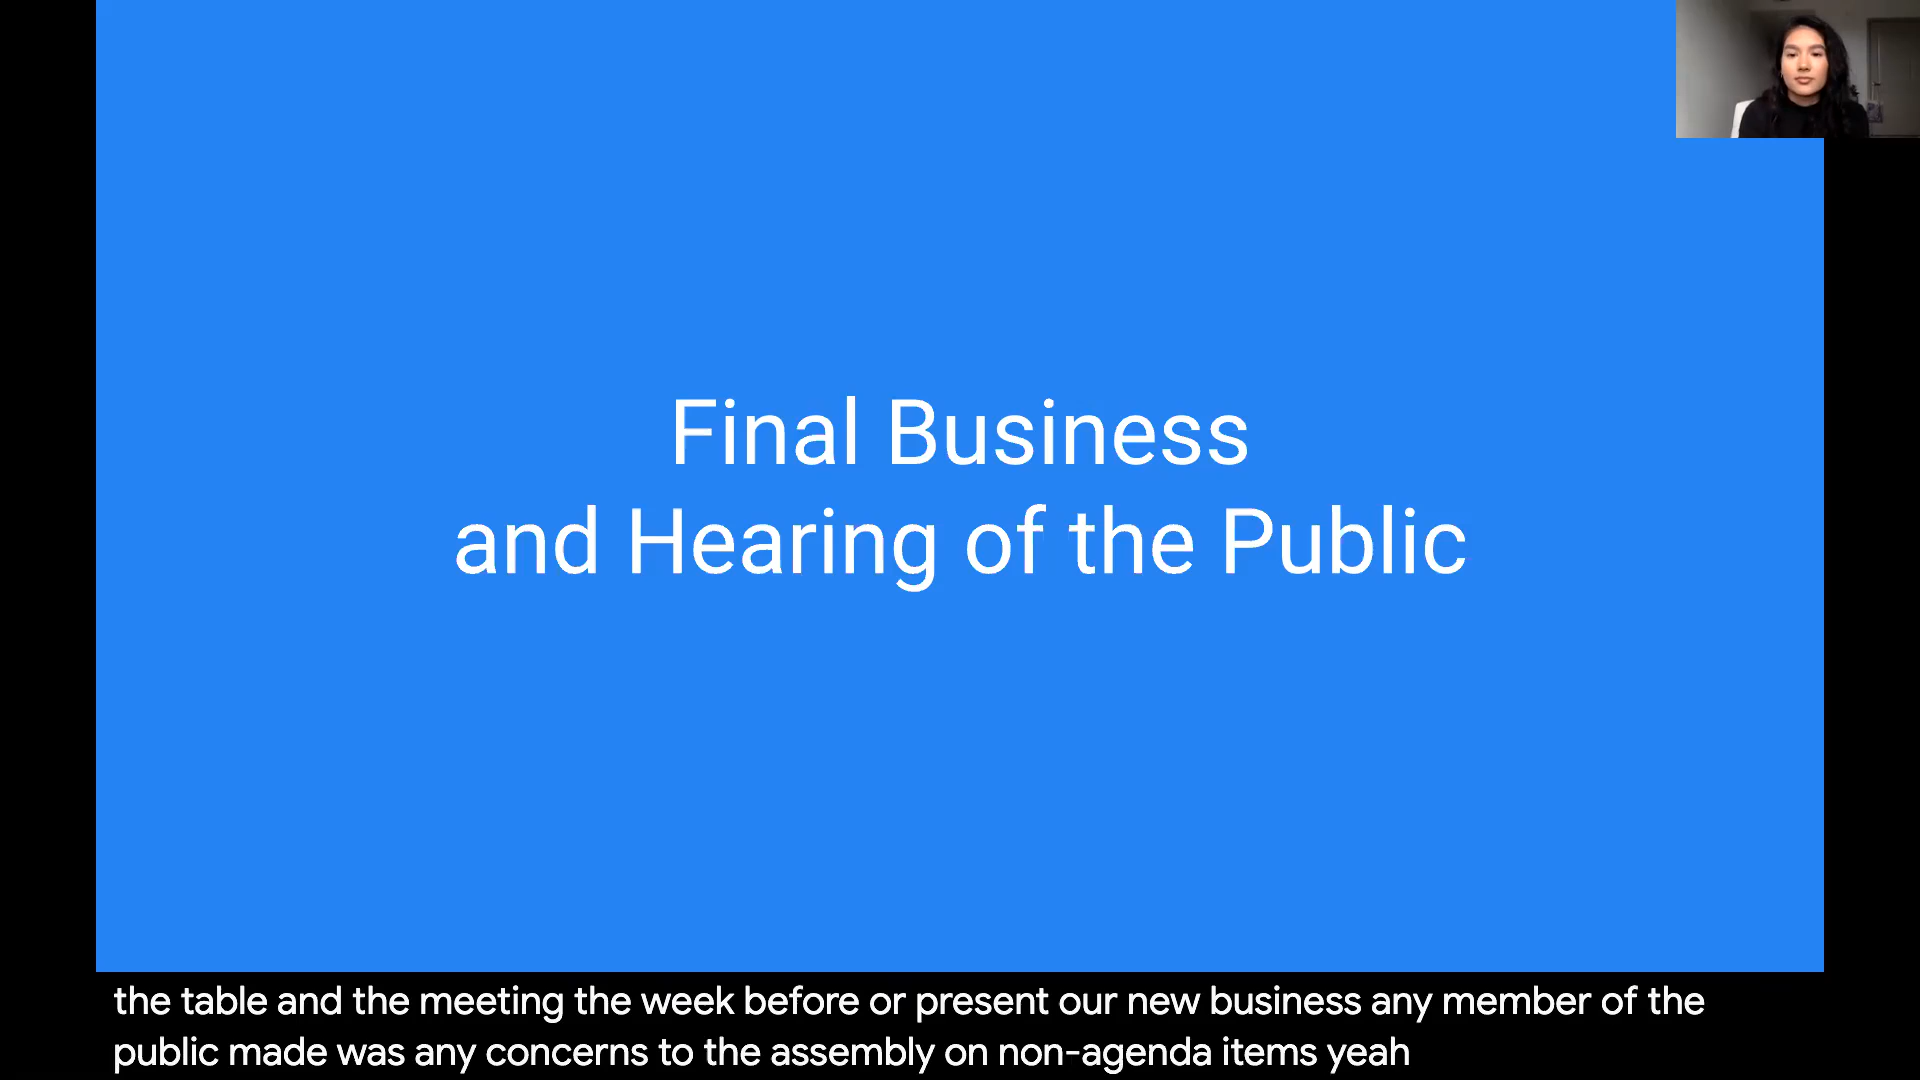 Final Business
and Hearing of the Public
the table and the meeting the week before or present our new business any member of the
public made was any concerns to the assembly on non-agenda items yeah